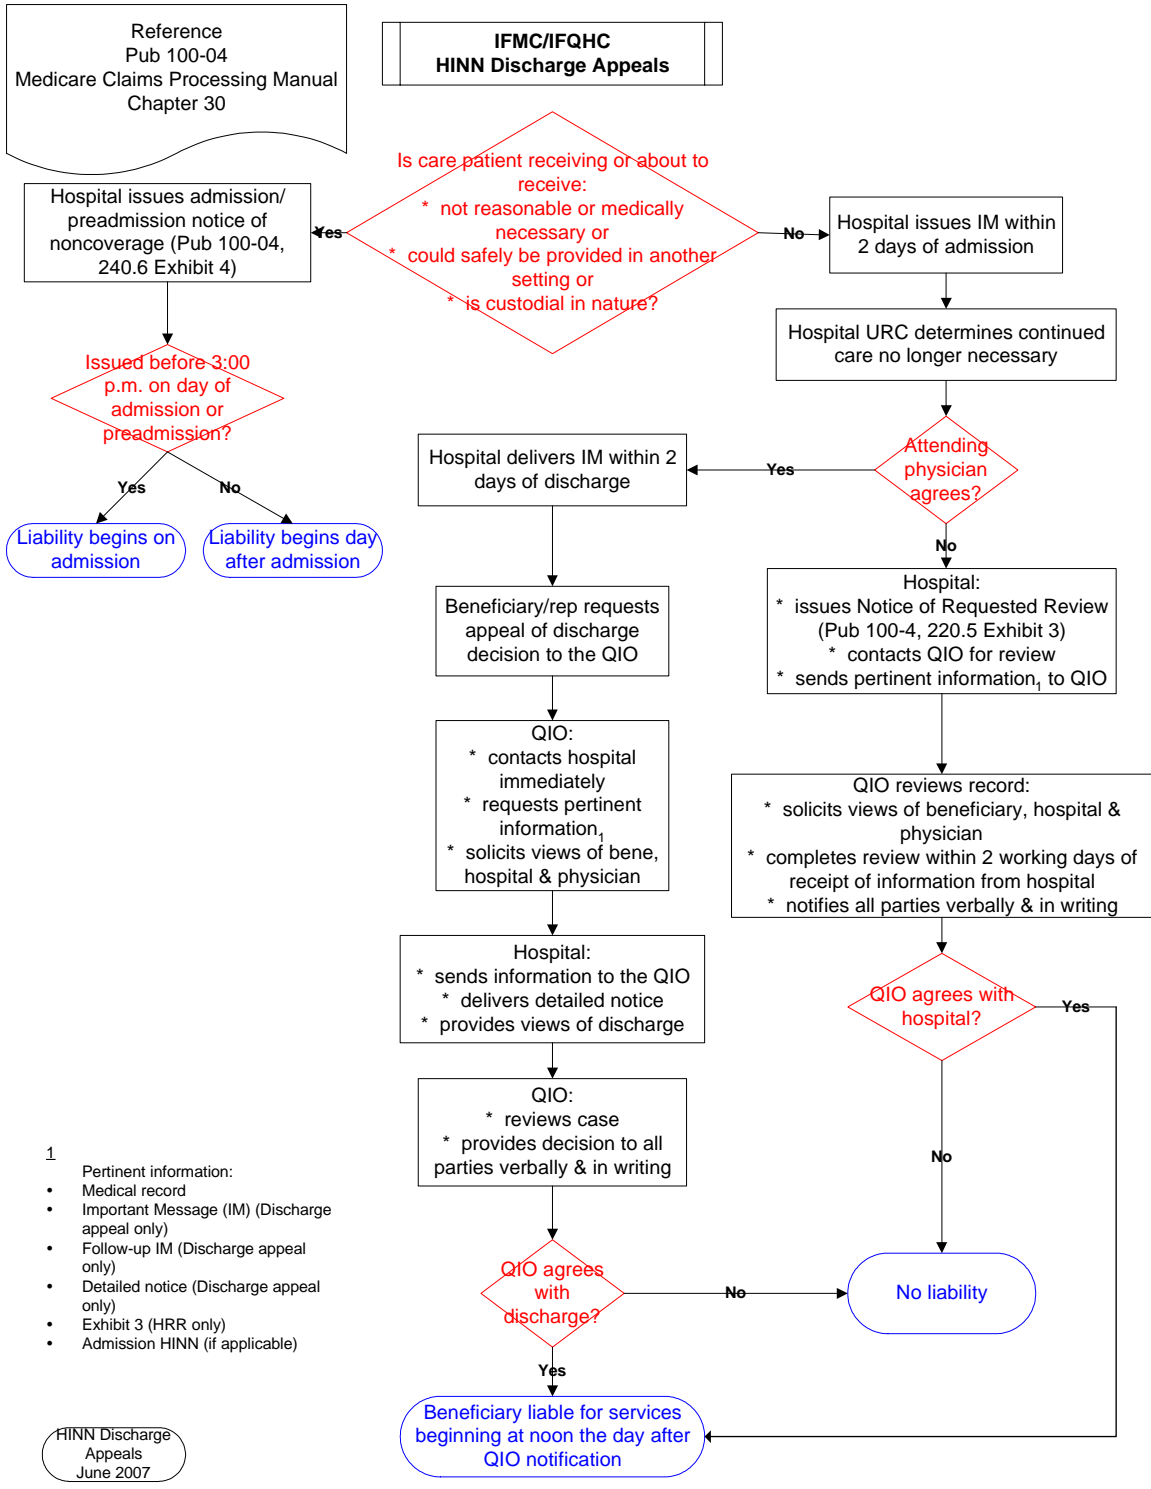 Reference
Pub 100-04
Medicare Claims Processing Manual
Chapter 30
IFMC/IFQHC
HINN Discharge Appeals
Is care patient receiving or about to
receive:
* not reasonable or medically
necessary or
* could safely be provided in another
setting or
* is custodial in nature?
Yes
No
Hospital issues admission/
preadmission notice of
noncoverage (Pub 100-04,
240.6 Exhibit 4)
Hospital issues IM within
2 days of admission
Hospital URC determines continued
care no longer necessary
Issued before 3:00
p.m. on day of
admission or
preadmission?
Yes
No
Liability begins on
admission
Liability begins day
after admission
Attending
physician
agrees?
Yes
No
Hospital delivers IM within 2
days of discharge
Beneficiary/rep requests
appeal of discharge
decision to the QIO
QIO:
* contacts hospital
immediately
* requests pertinent
information1
* solicits views of bene,
hospital & physician
Hospital:
* sends information to the QIO
* delivers detailed notice
* provides views of discharge
QIO:
* reviews case
* provides decision to all
parties verbally & in writing
QIO agrees
with
discharge?
No
Yes
Hospital:
* issues Notice of Requested Review
(Pub 100-4, 220.5 Exhibit 3)
* contacts QIO for review
* sends pertinent information1 to QIO
QIO reviews record:
* solicits views of beneficiary, hospital &
physician
* completes review within 2 working days of
receipt of information from hospital
* notifies all parties verbally & in writing
QIO agrees with
hospital?
Yes
No
No liability
Beneficiary liable for services
beginning at noon the day after
QIO notification
1
Pertinent information:
• Medical record
• Important Message (IM) (Discharge
appeal only)
• Follow-up IM (Discharge appeal
only)
• Detailed notice (Discharge appeal
only)
• Exhibit 3 (HRR only)
• Admission HINN (if applicable)
HINN Discharge
Appeals
June 2007